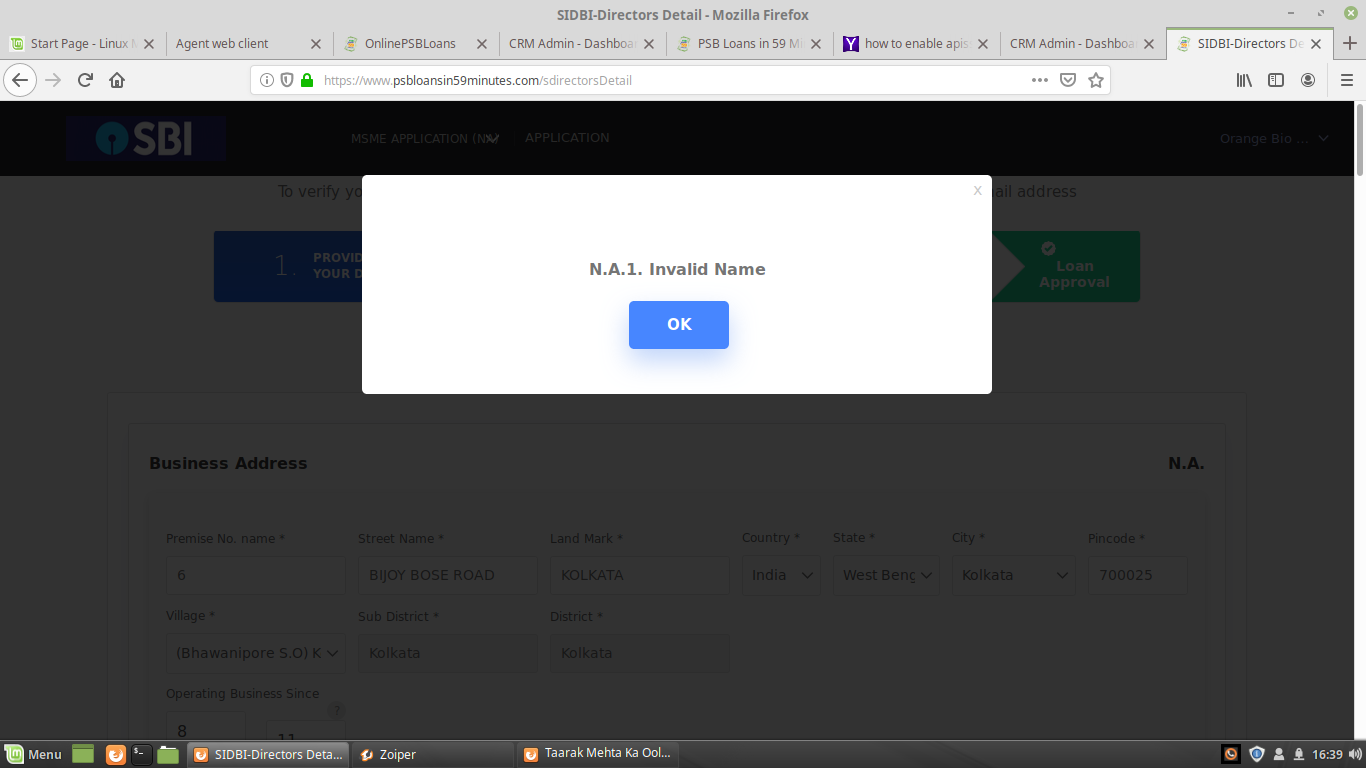 SIDBI-Directors Detail - Mozilla Firefox
Start Page - Linux M
Agent web client
OnlinePSBLoans
CRM Admin - Dashboar
PSB Loans in 59 Mi
how to enable apis
CRM Admin - Dashboar
SIDBI-Directors De
https://www.psbloansin59minutes.com/sdirectorsDetail
SBI
MSME APPLICATION (NA)
APPLICATION
Orange Bio ...
To verify yo
ail address
X
1.
PROVID
YOUR D
Loan
Approval
N.A.1. Invalid Name
OK
Business Address
N.A.
Premise No. name *
Street Name *
Land Mark *
Country *
State *
City *
Pincode *
6
BIJOY BOSE ROAD
KOLKATA
India
West Beng
Kolkata
700025
Village *
Sub District *
District *
(Bhawanipore S.O) K
Kolkata
Kolkata
Operating Business Since
?
8
11
Menu
SIDBI-Directors Deta...
Zoiper
Taarak Mehta Ka Ool...
16:39